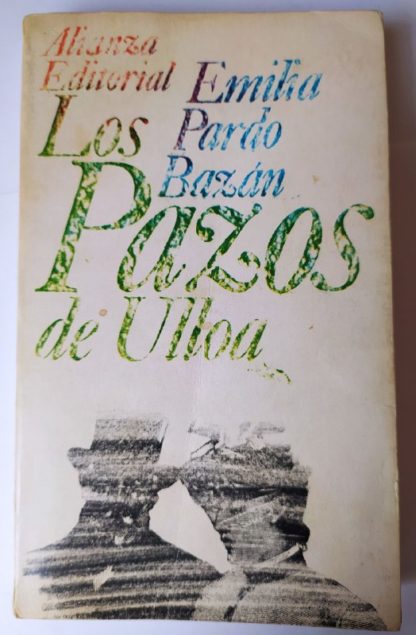 Alianza
Editorial
Emilia
Pardo
Bazán
Los
Pazos
de Ulloa